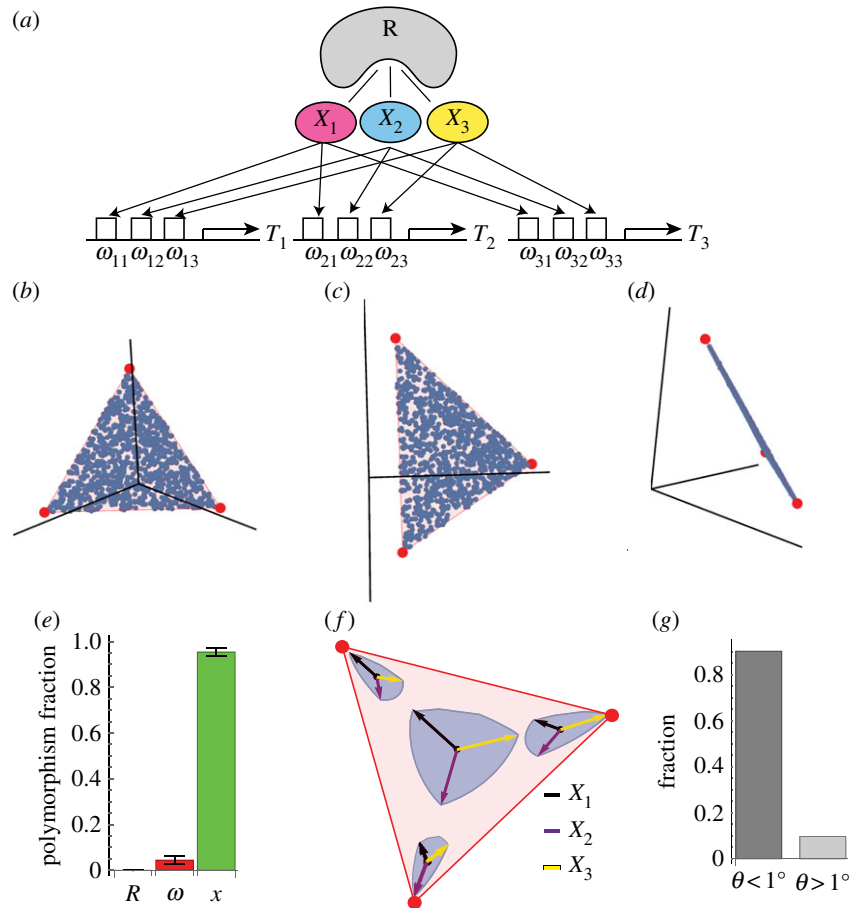 (a)
R
X1 X2 X3
T1 T2 T3
ω11 ω12 ω13 ω21 ω22 ω23 ω31 ω32 ω33
(b) (c) (d)
(e) (f) (g)
polymorphism fraction
1.0
0.8
0.6
0.4
0.2
0
R ω x
X1
X2
X3
fraction
0.8
0.6
0.4
0.2
0
θ < 1° θ > 1°